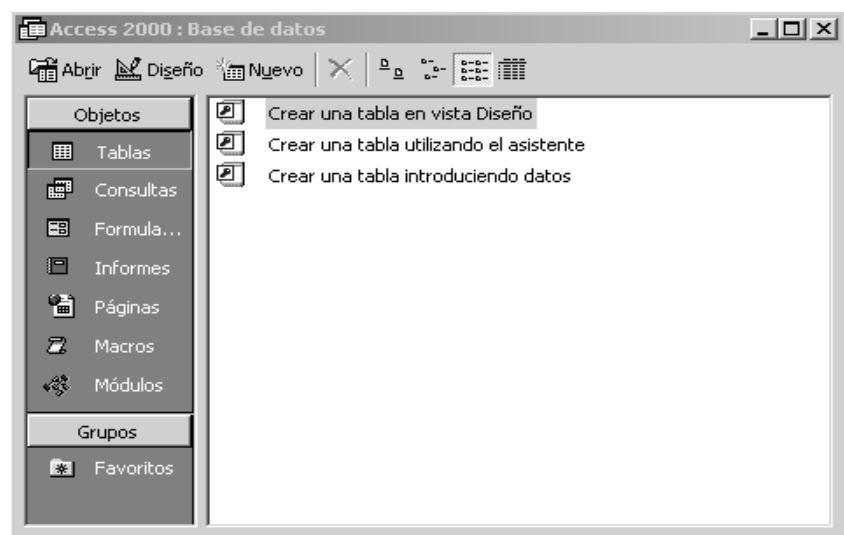 Access 2000 : Base de datos
Abrir Diseño Nuevo
Objetos
Tablas
Consultas
Formula...
Informes
Páginas
Macros
Módulos
Grupos
Favoritos
Crear una tabla en vista Diseño
Crear una tabla utilizando el asistente
Crear una tabla introduciendo datos